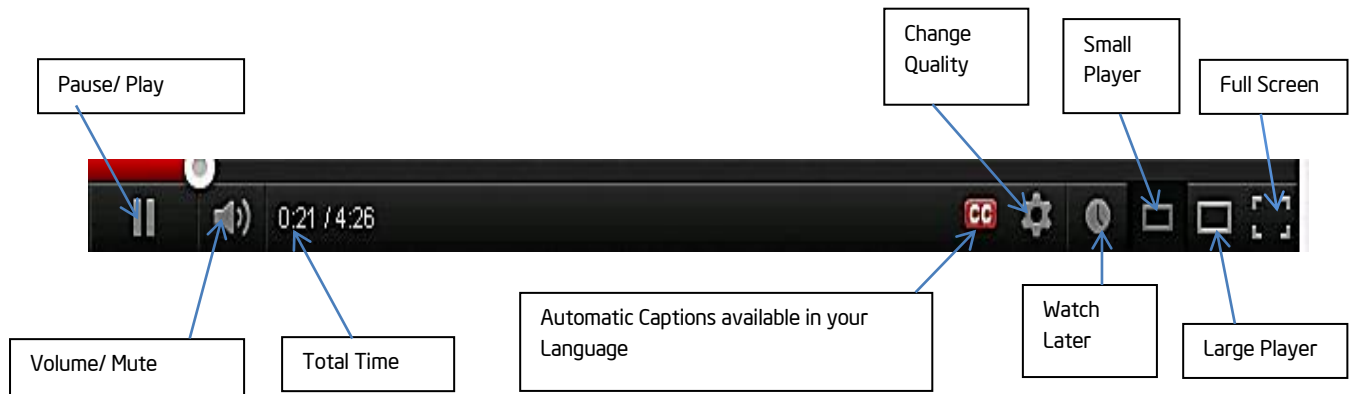 Change
Quality
Small
Player
Pause/ Play
Full Screen
0:21 / 4:26
CC
Automatic Captions available in your
Language
Watch
Later
Volume/ Mute
Total Time
Large Player